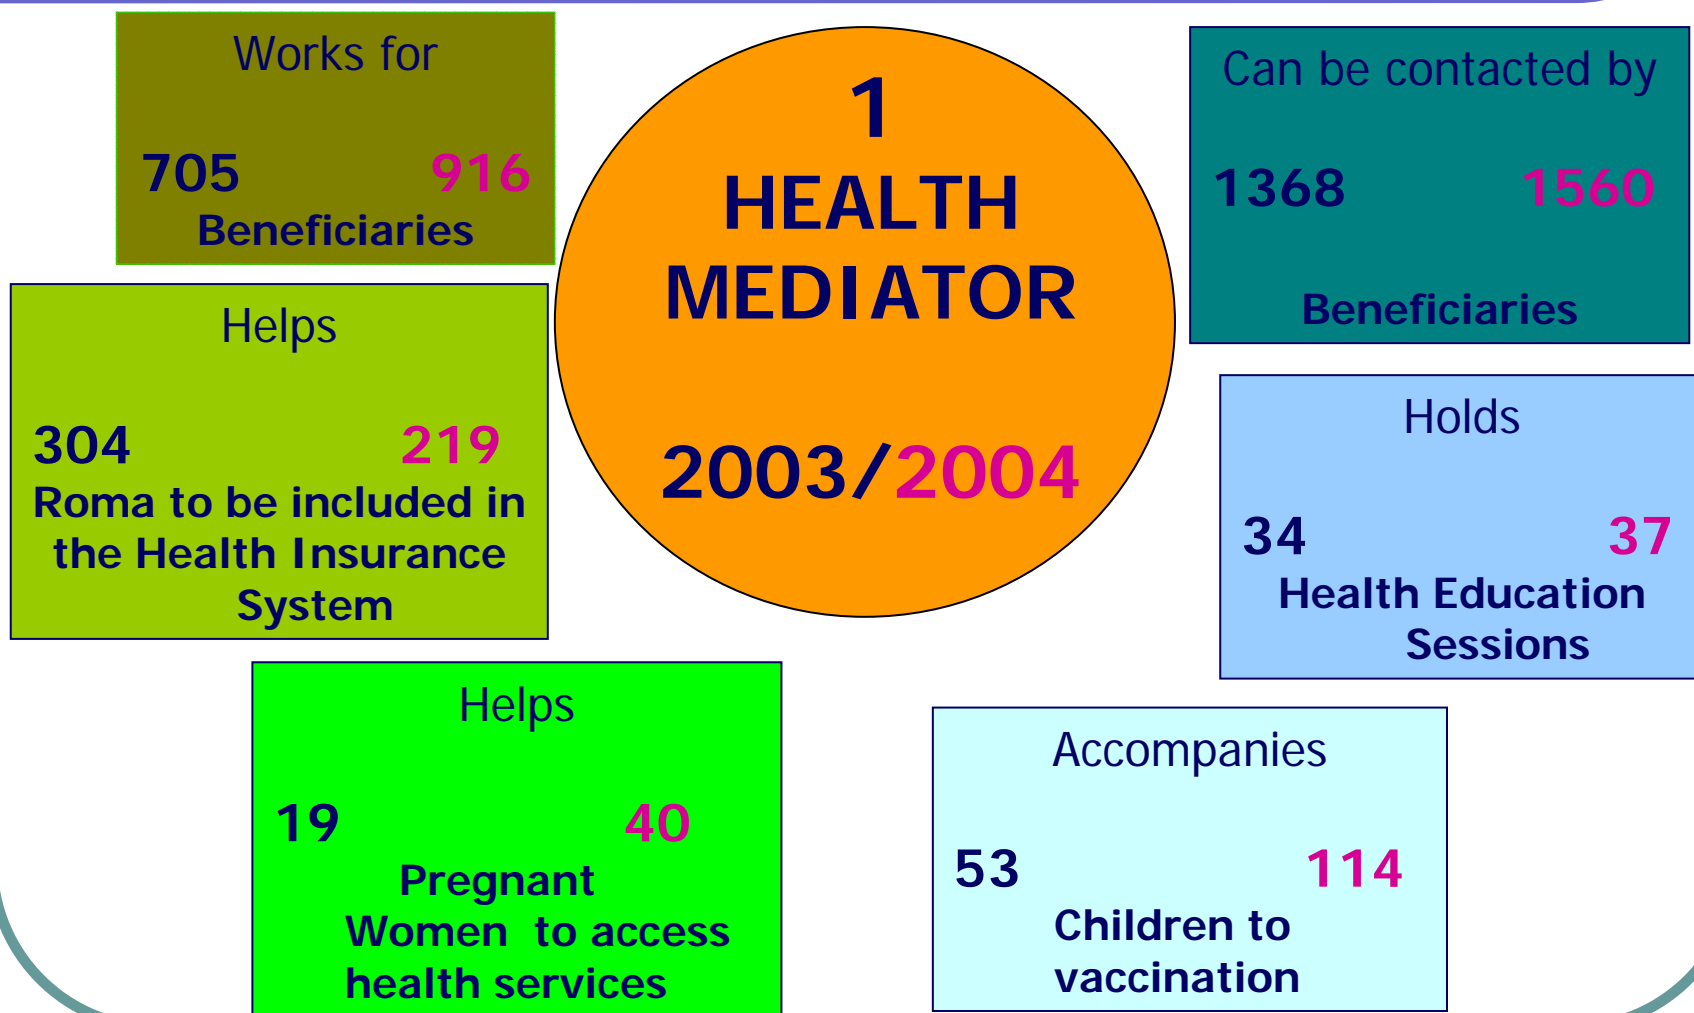 Works for
705 916
Beneficiaries
1
HEALTH
MEDIATOR
2003/2004
Can be contacted by
1368 1560
Beneficiaries
Helps
304 219
Roma to be included in
the Health Insurance
System
Holds
34 37
Health Education
Sessions
Helps
19 40
Pregnant
Women to access
health services
Accompanies
53 114
Children to
vaccination